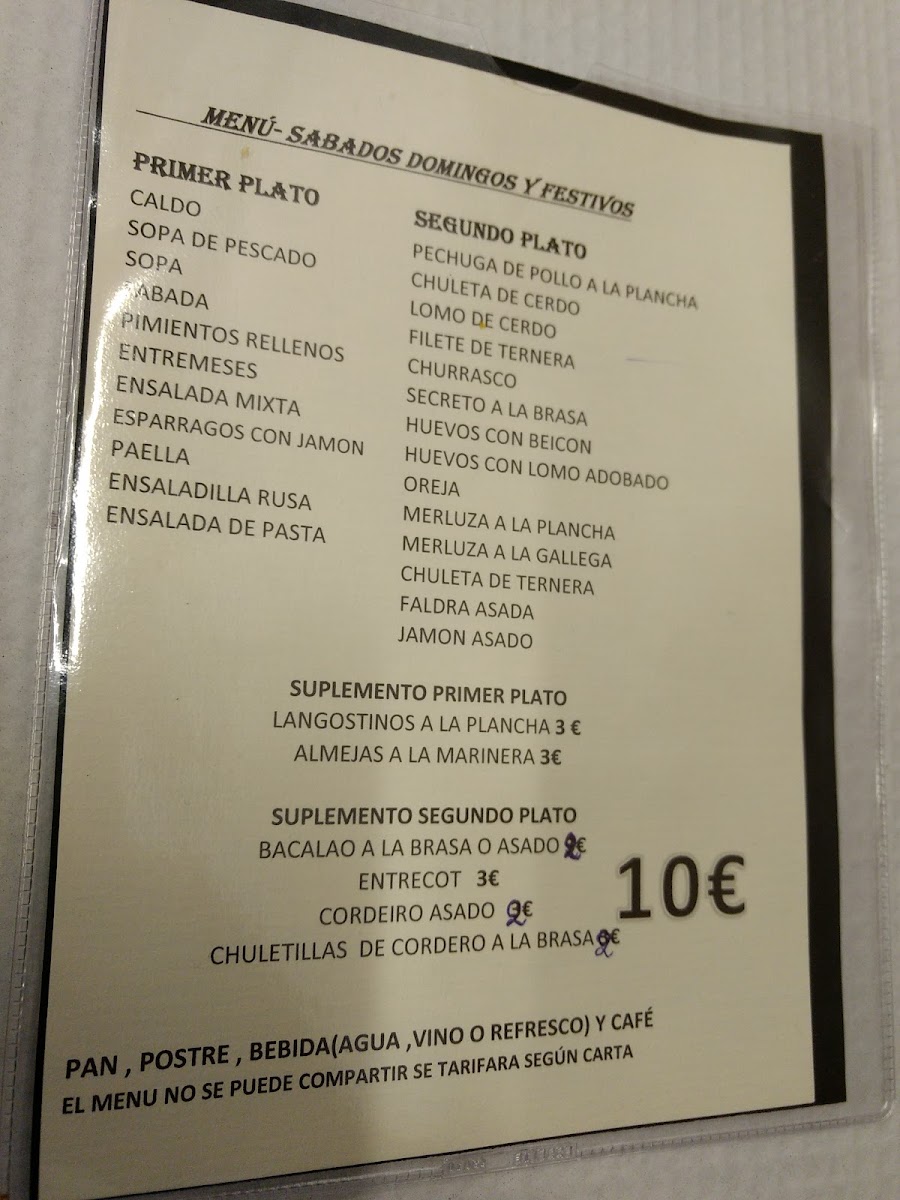 MENÚ- SABADOS DOMINGOS Y FESTIVOS
PRIMER PLATO
CALDO
SOPA DE PESCADO
SOPA
FABADA
PIMIENTOS RELLENOS
ENTREMESES
ENSALADA MIXTA
ESPARRAGOS CON JAMON
PAELLA
ENSALADILLA RUSA
ENSALADA DE PASTA
SEGUNDO PLATO
PECHUGA DE POLLO A LA PLANCHA
CHULETA DE CERDO
LOMO DE CERDO
FILETE DE TERNERA
CHURRASCO
SECRETO A LA BRASA
HUEVOS CON BEICON
HUEVOS CON LOMO ADOBADO
OREJA
MERLUZA A LA PLANCHA
MERLUZA A LA GALLEGA
CHULETA DE TERNERA
FALDRA ASADA
JAMON ASADO
SUPLEMENTO PRIMER PLATO
LANGOSTINOS A LA PLANCHA 3 €
ALMEJAS A LA MARINERA 3€
SUPLEMENTO SEGUNDO PLATO
BACALAO A LA BRASA O ASADO 2€
ENTRECOT 3€
CORDEIRO ASADO 2€
CHULETILLAS DE CORDERO A LA BRASA 2€
10€
PAN , POSTRE , BEBIDA(AGUA ,VINO O REFRESCO) Y CAFÉ
EL MENU NO SE PUEDE COMPARTIR SE TARIFARA SEGÚN CARTA